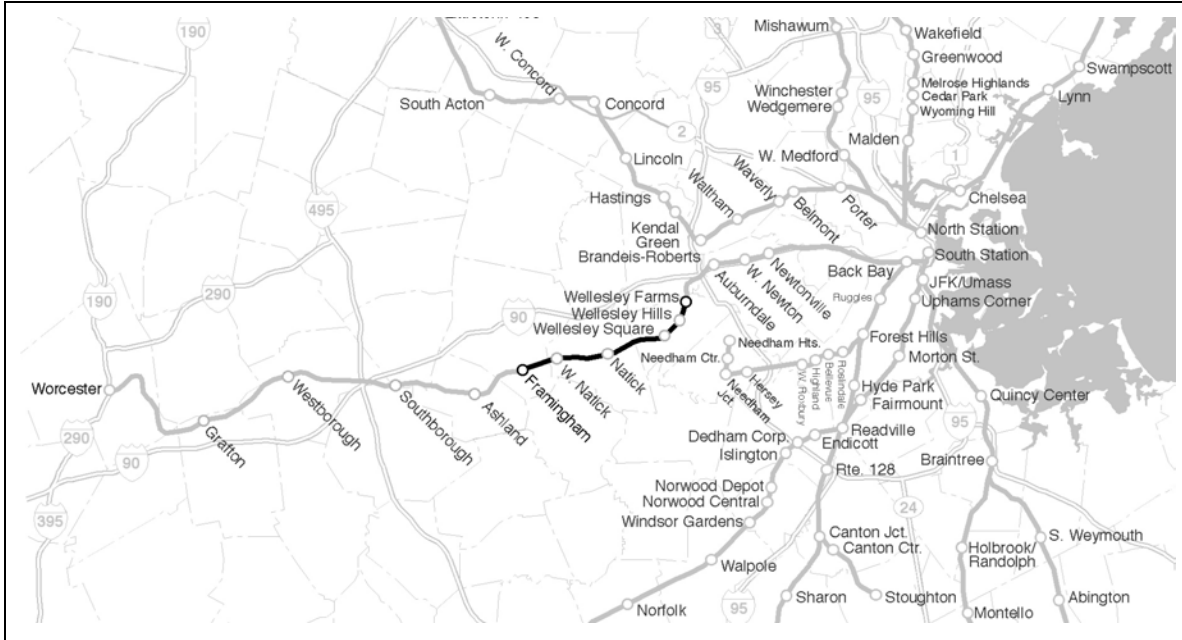 190
3
Mishawum
Wakefield
Greenwood
W. Concord
95
Swampscott
South Acton
Concord
Winchester
Wedgemere
95
Melrose Highlands
Cedar Park
Wyoming Hill
Lynn
2
Malden
1
Lincoln
W. Medford
Waverly
Waltham
Hastings
Belmont
Porter
Chelsea
495
Kendal
Green
North Station
Brandeis-Roberts
South Station
Back Bay
Auburndale
W. Newton
Newtonville
JFK/Umass
190
290
Wellesley Farms
Ruggles
Uphams Corner
Wellesley Hills
90
Wellesley Square
Needham Hts.
Forest Hills
Needham Ctr.
Morton St.
Worcester
Framingham
W. Natick
Natick
Needham
Jct.
Hersey
W. Roxbury
Highland
Bellevue
Roslindale
Hyde Park
Fairmount
Quincy Center
Westborough
Southborough
Ashland
Grafton
290
95
Readville
Dedham Corp.
Endicott
Islington
90
Rte. 128
Braintree
Norwood Depot
Norwood Central
24
395
Windsor Gardens
Canton Jct.
Canton Ctr.
S. Weymouth
Holbrook/
Randolph
Walpole
Norfolk
95
Sharon
Stoughton
Abington
Montello